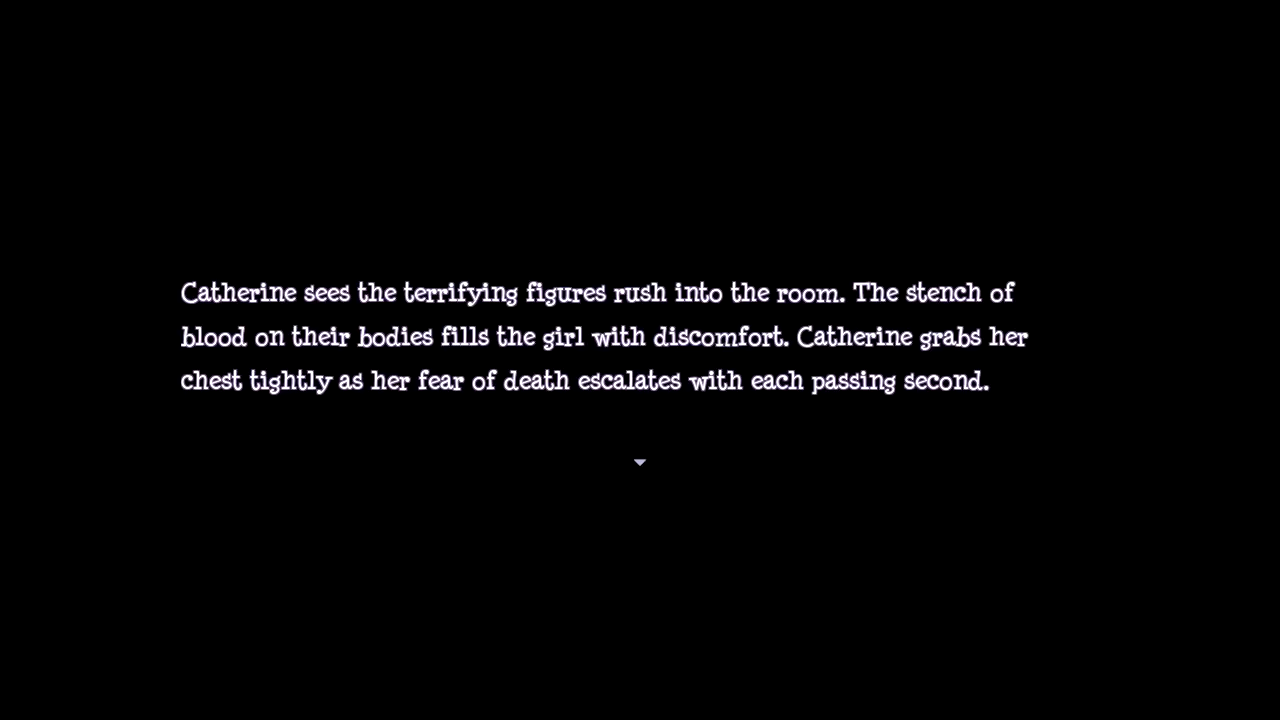 Catherine sees the terrifying figures rush into the room. The stench of
blood on their bodies fills the girl with discomfort. Catherine grabs her
chest tightly as her fear of death escalates with each passing second.